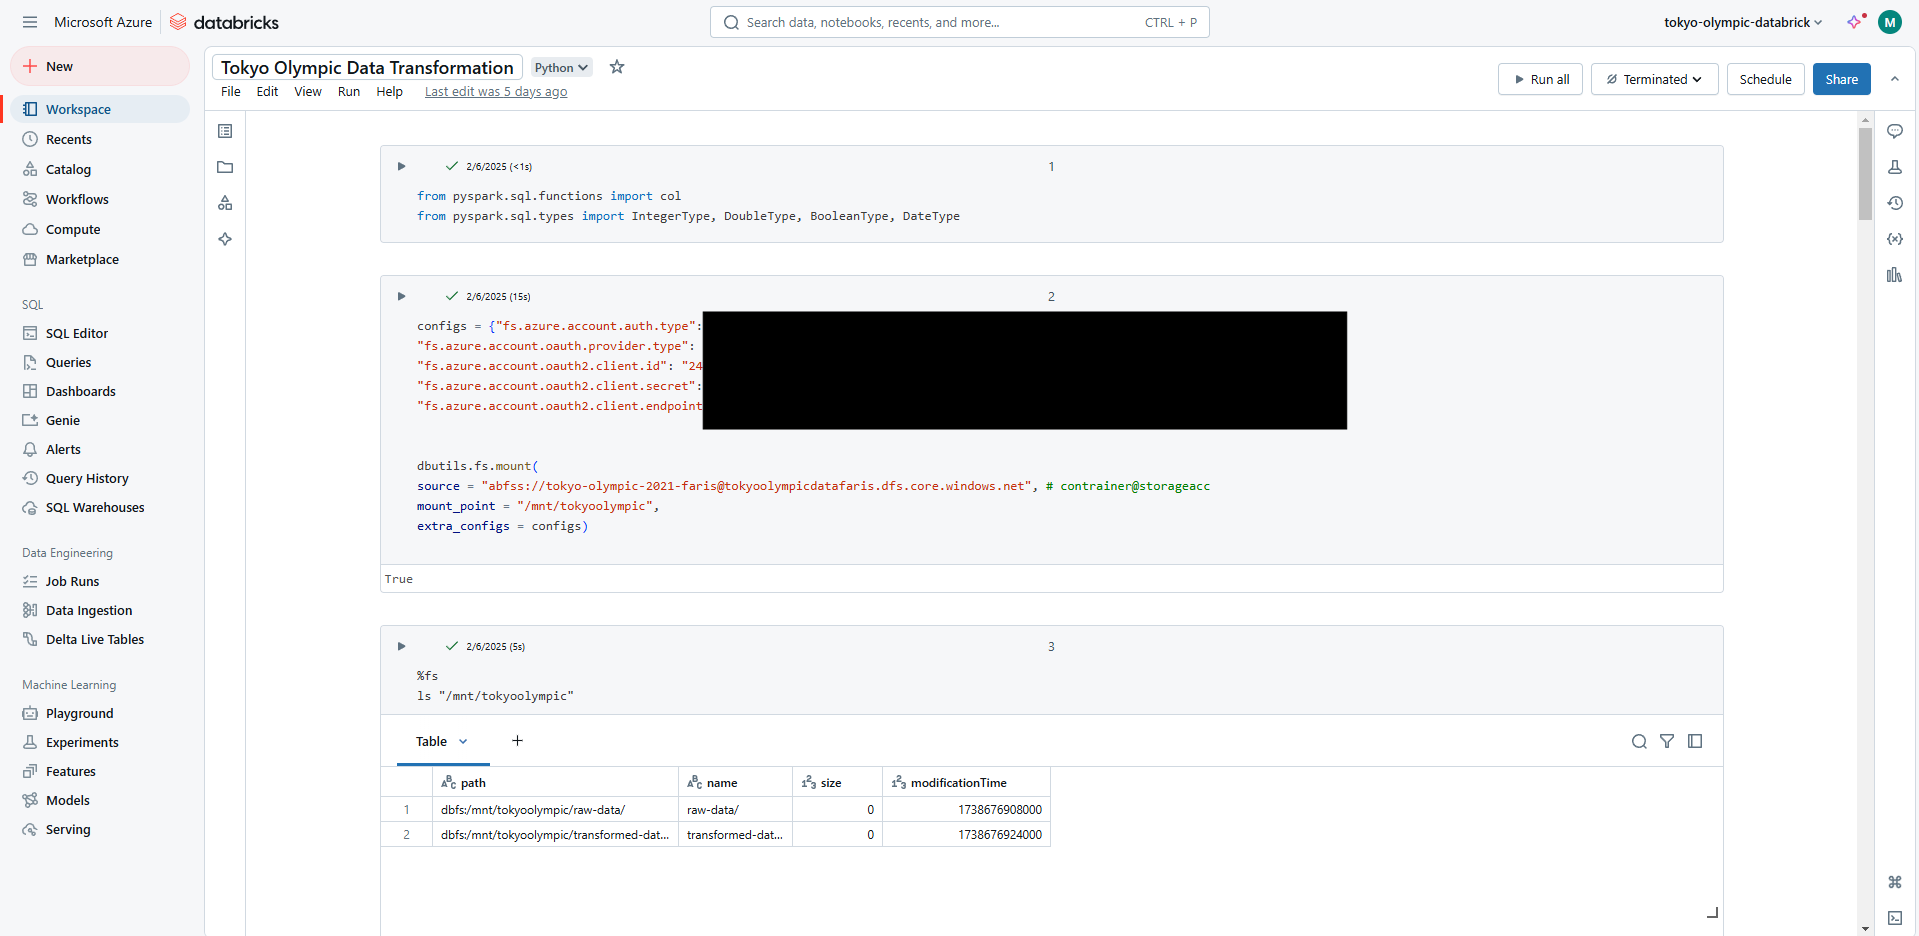 Microsoft Azure
databricks
Search data, notebooks, recents, and more...
CTRL + P
tokyo-olympic-databrick
M
New
Workspace
Recents
Catalog
Workflows
Compute
Marketplace
SQL
SQL Editor
Queries
Dashboards
Genie
Alerts
Query History
SQL Warehouses
Data Engineering
Job Runs
Data Ingestion
Delta Live Tables
Machine Learning
Playground
Experiments
Features
Models
Serving
Tokyo Olympic Data Transformation
Python
File Edit View Run Help Last edit was 5 days ago
Run all
Terminated
Schedule
Share
2/6/2025 (<1s)
1
from pyspark.sql.functions import col
from pyspark.sql.types import IntegerType, DoubleType, BooleanType, DateType
2/6/2025 (15s)
2
configs = {"fs.azure.account.auth.type":
"fs.azure.account.oauth.provider.type":
"fs.azure.account.oauth2.client.id": "24
"fs.azure.account.oauth2.client.secret":
"fs.azure.account.oauth2.client.endpoint
dbutils.fs.mount(
source = "abfss://tokyo-olympic-2021-faris@tokyoolympicdatafaris.dfs.core.windows.net", # contrainer@storageacc
mount_point = "/mnt/tokyoolympic",
extra_configs = configs)
True
2/6/2025 (5s)
3
%fs
ls "/mnt/tokyoolympic"
Table
path name size modificationTime
1 dbfs:/mnt/tokyoolympic/raw-data/ raw-data/ 0 1738676908000
2 dbfs:/mnt/tokyoolympic/transformed-dat... transformed-dat... 0 1738676924000